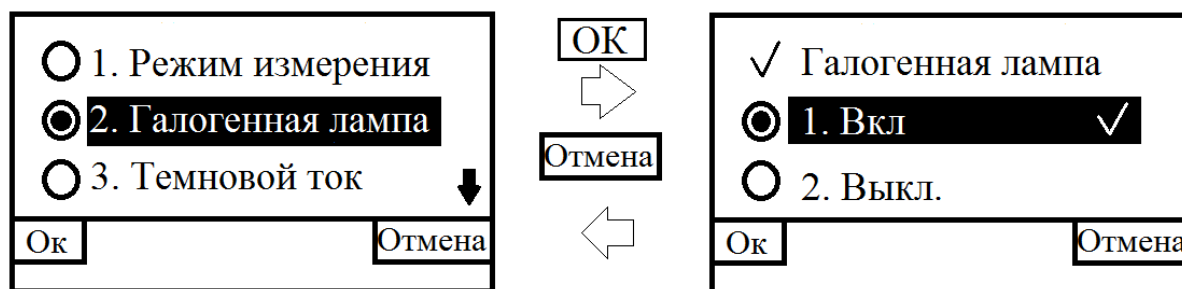 1. Режим измерения
2. Галогенная лампа
3. Темновой ток
Ок
Отмена
ОК
Отмена
Галогенная лампа
1. Вкл
2. Выкл.
Ок
Отмена